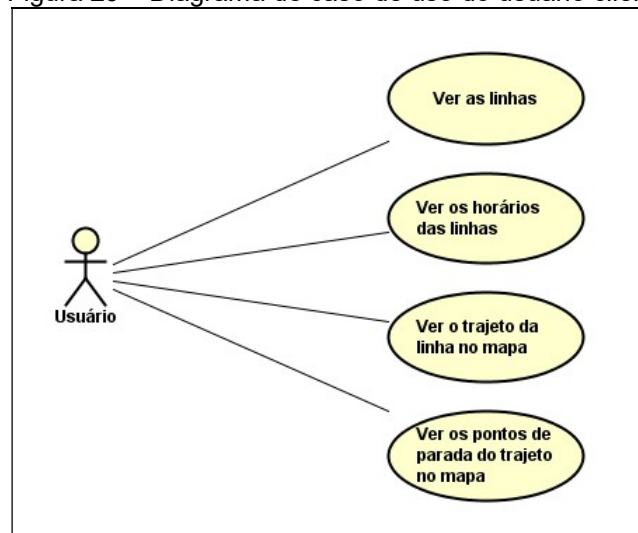 Ver as linhas
Ver os horários
das linhas
Usuário
Ver o trajeto da
linha no mapa
Ver os pontos de
parada do trajeto
no mapa